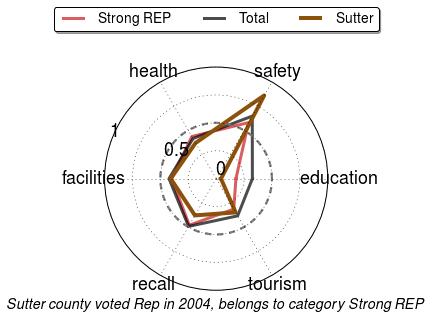 Strong REP Total Sutter
health safety
1
0.5
0
facilities education
recall tourism
Sutter county voted Rep in 2004, belongs to category Strong REP